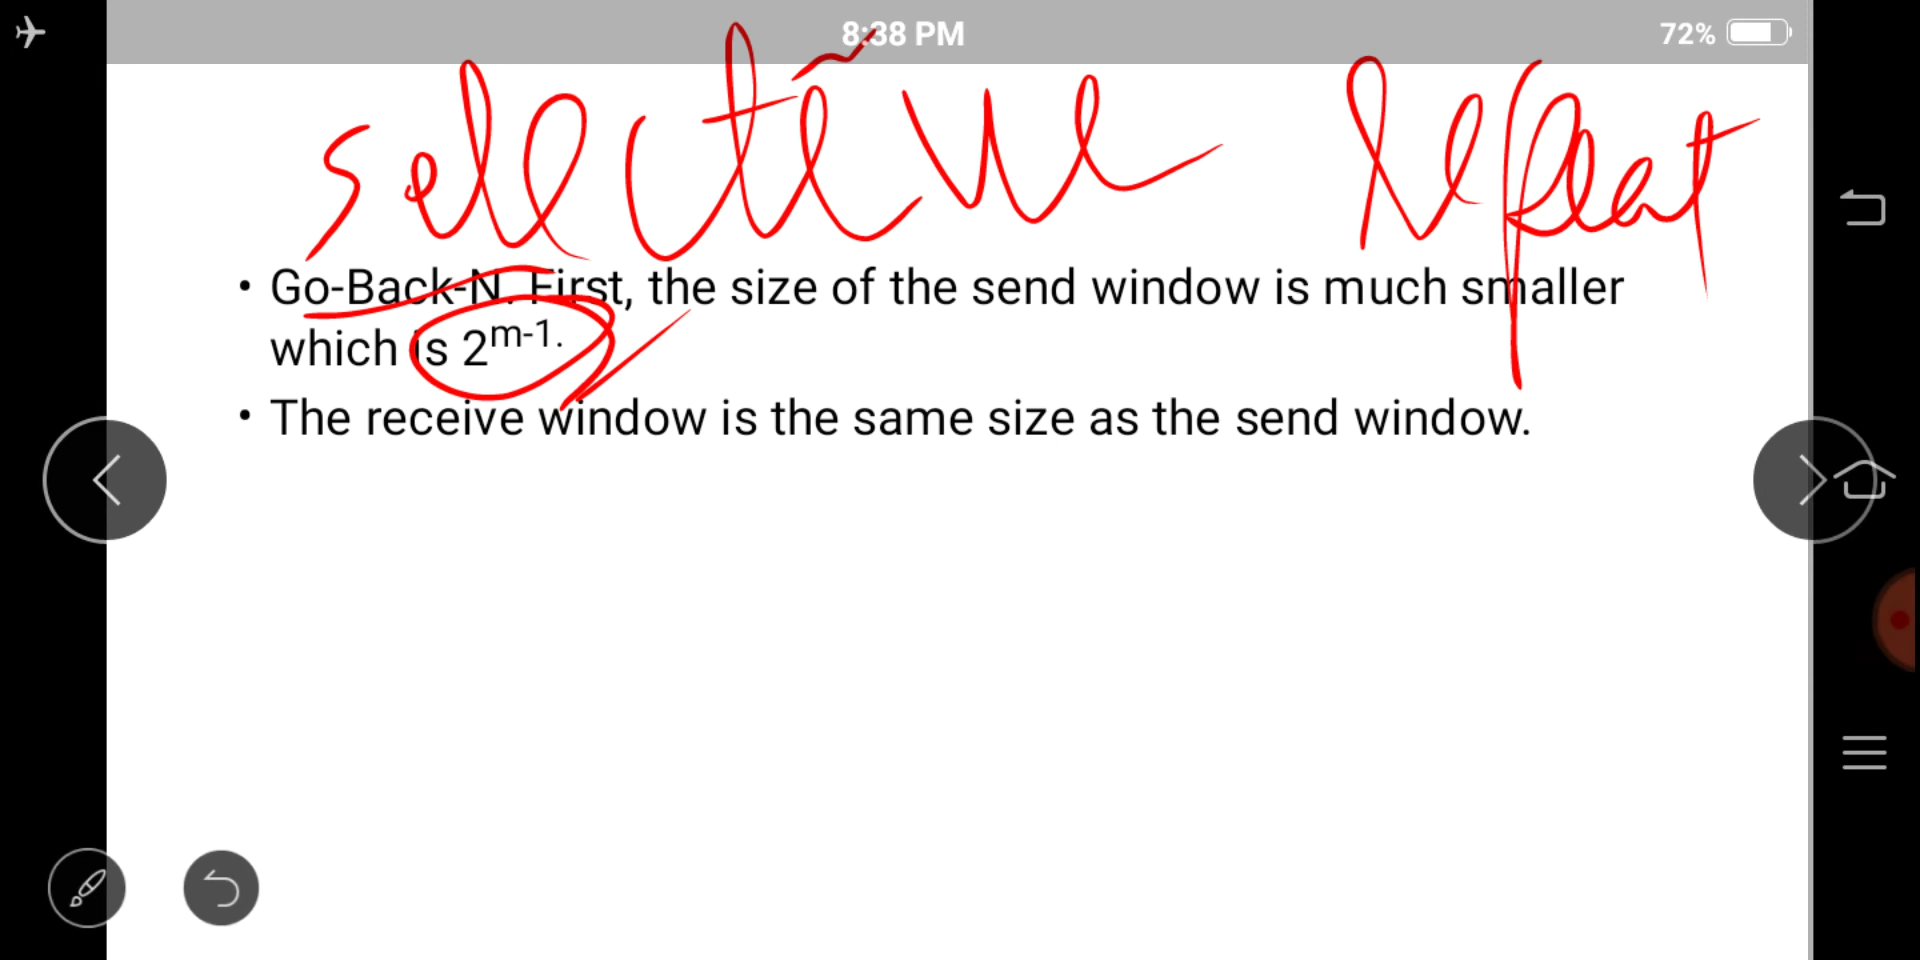 8:38 PM 72%
selective Repeat
• Go-Back-N. First, the size of the send window is much smaller
which is 2^m-1.
• The receive window is the same size as the send window.